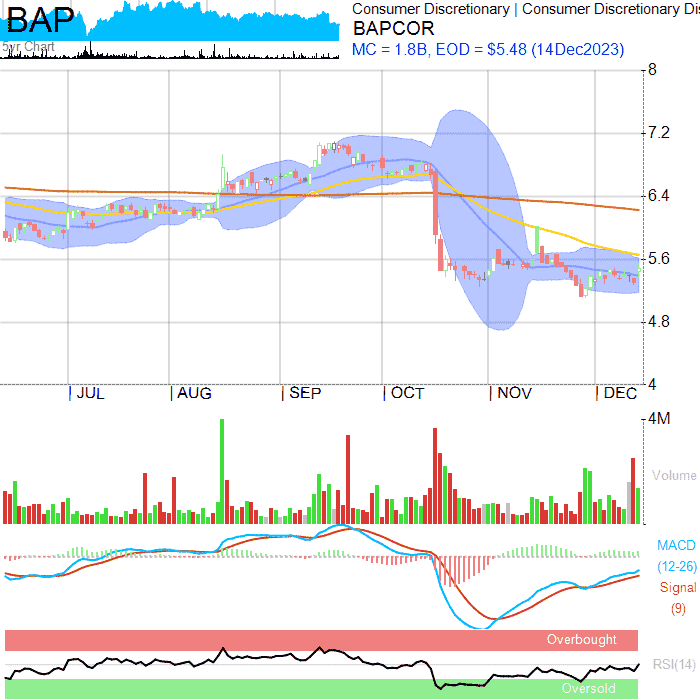 BAP
Consumer Discretionary | Consumer Discretionary Dis
BAPCOR
5yr Chart
MC = 1.8B, EOD = $5.48 (14Dec2023)
8
7.2
6.4
5.6
4.8
4
| JUL | AUG | SEP | OCT | NOV | DEC
4M
Volume
MACD
(12-26)
Signal
(9)
Overbought
RSI(14)
Oversold